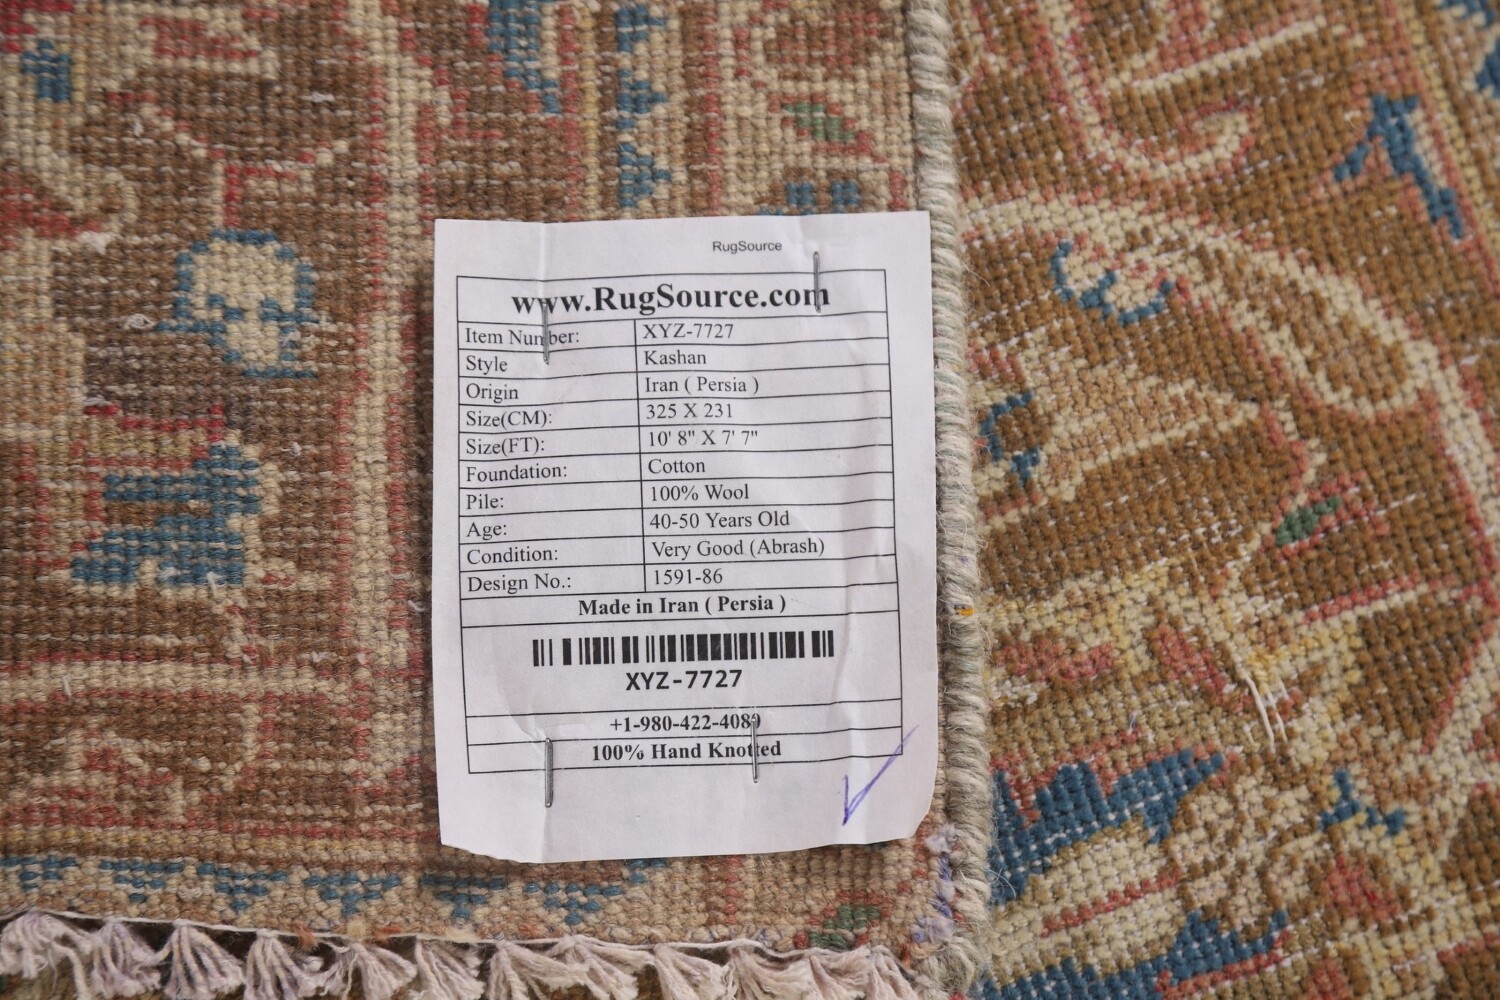 RugSource
www.RugSource.com
Item Number: XYZ-7727
Style Kashan
Origin Iran ( Persia )
Size(CM): 325 X 231
Size(FT): 10' 8" X 7' 7"
Foundation: Cotton
Pile: 100% Wool
Age: 40-50 Years Old
Condition: Very Good (Abrash)
Design No.: 1591-86
Made in Iran ( Persia )
XYZ-7727
+1-980-422-4089
100% Hand Knotted